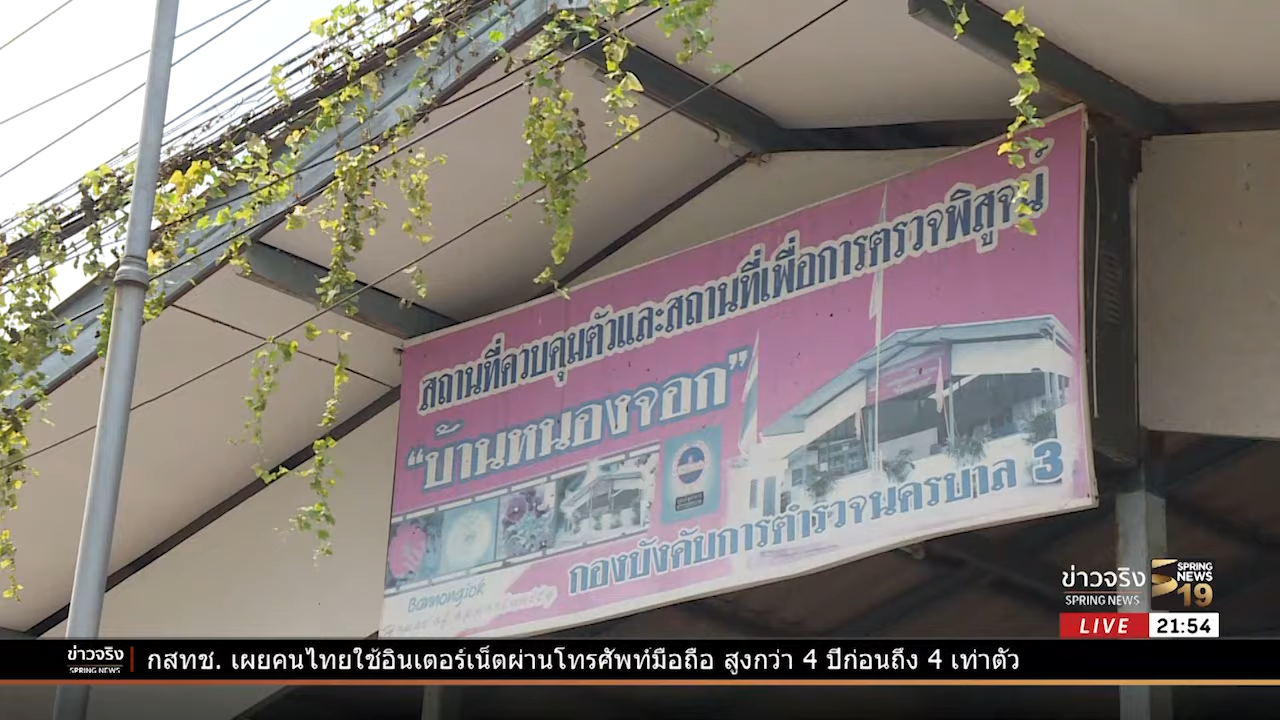 สถานที่ควบคุมตัวและสถานที่เพื่อการตรวจพิสูจน์
“บ้านหนองจอก”
กองบังคับการตำรวจนครบาล 3
Bannongjok
ข่าวจริง
SPRING NEWS
SPRING
NEWS
19
LIVE 21:54
ข่าวจริง
SPRING NEWS
กสทช. เผยคนไทยใช้อินเตอร์เน็ตผ่านโทรศัพท์มือถือ สูงกว่า 4 ปีก่อนถึง 4 เท่าตัว